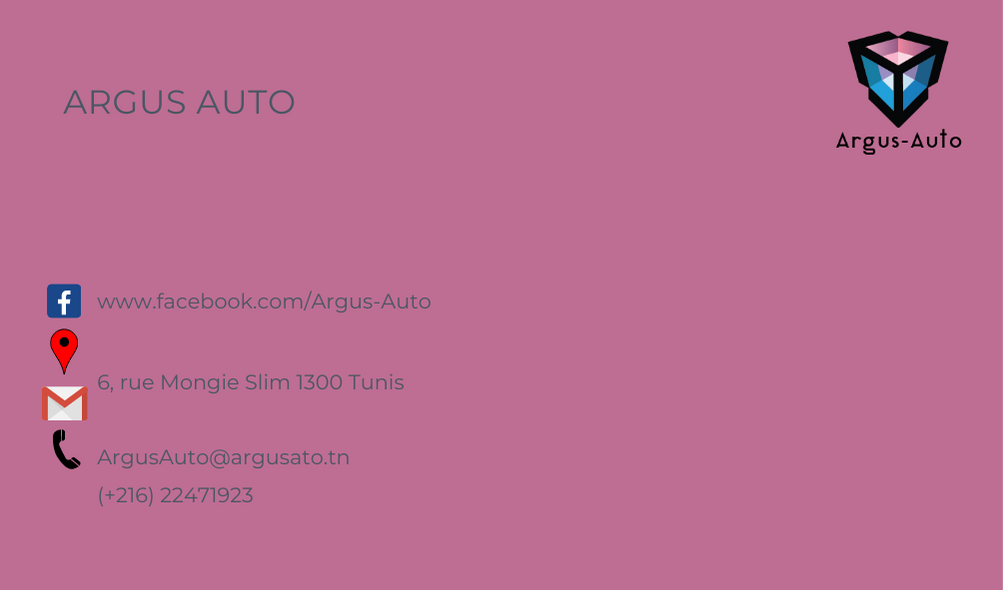 ARGUS AUTO
Argus-Auto
www.facebook.com/Argus-Auto
6, rue Mongie Slim 1300 Tunis
ArgusAuto@argusato.tn
(+216) 22471923